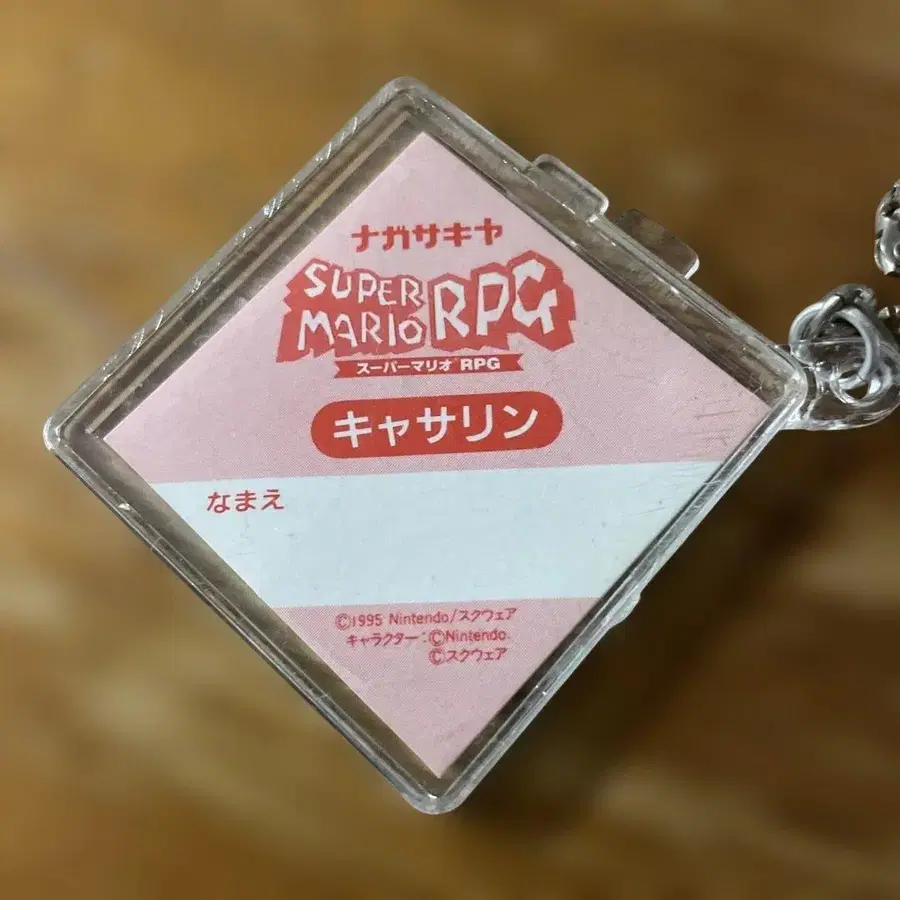 ナガサキヤ
SUPER
MARIO RPG
スーパーマリオ RPG
キャサリン
なまえ
©1995 Nintendo/スクウェア
キャラクター:©Nintendo
©スクウェア